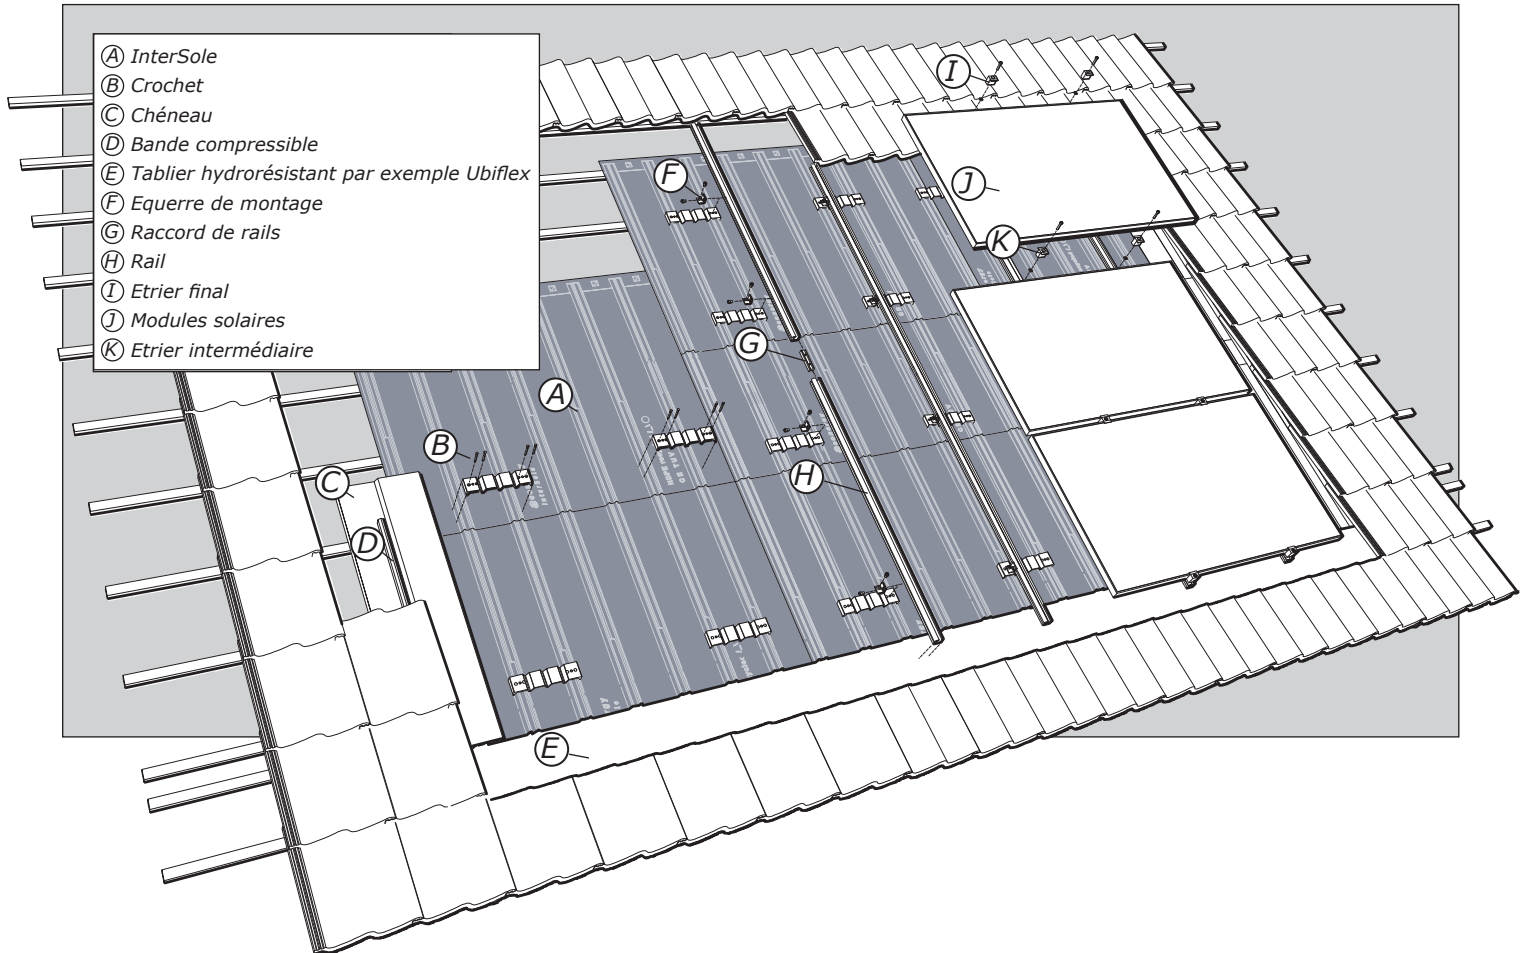 A InterSole
B Crochet
C Chéneau
D Bande compressible
E Tablier hydrorésistant par exemple Ubiflex
F Equerre de montage
G Raccord de rails
H Rail
I Etrier final
J Modules solaires
K Etrier intermédiaire
I
F
J
K
G
A
B
H
C
D
E